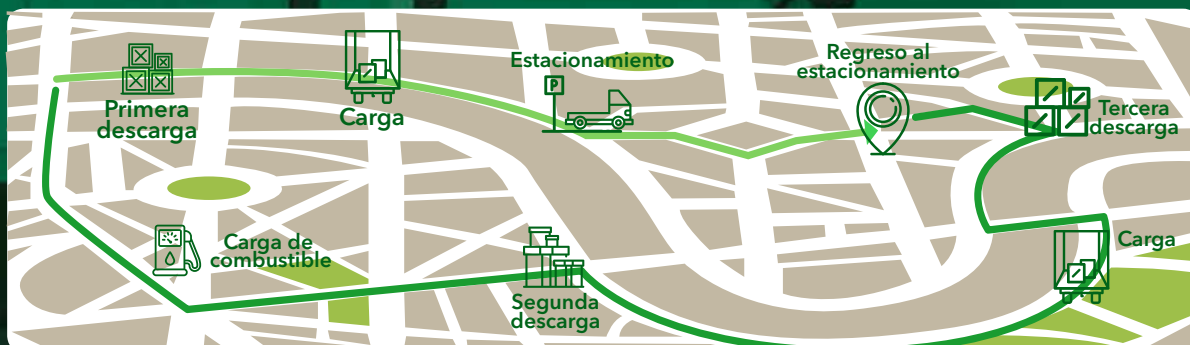 Estacionamiento
P
Regreso al
estacionamiento
Primera
descarga
Carga
Tercera
descarga
Carga de
combustible
Segunda
descarga
Carga